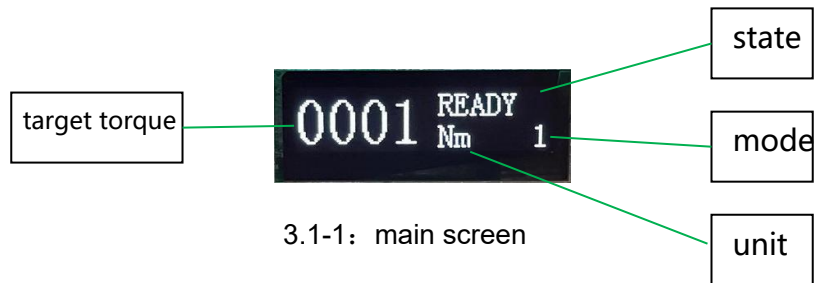 state
target torque
0001
READY
Nm
1
mode
3.1-1：main screen
unit